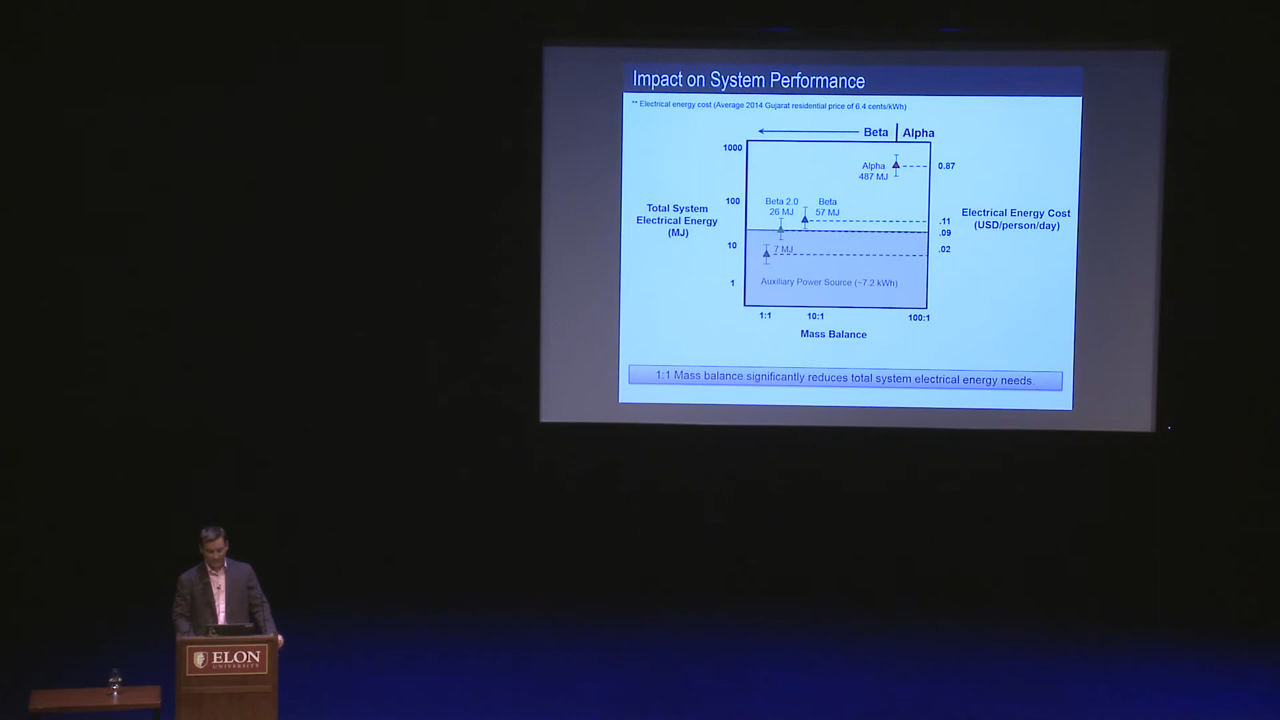 Impact on System Performance
** Electrical energy cost (Average 2014 Gujarat residential price of 6.4 cents/kWh)
Beta | Alpha
1000
Alpha
487 MJ
0.87
100
Beta 2.0
26 MJ
Beta
57 MJ
Total System
Electrical Energy
(MJ)
Electrical Energy Cost
(USD/person/day)
.11
.09
10
7 MJ
.02
1
Auxiliary Power Source (~7.2 kWh)
1:1
10:1
100:1
Mass Balance
1:1 Mass balance significantly reduces total system electrical energy needs
ELON
UNIVERSITY